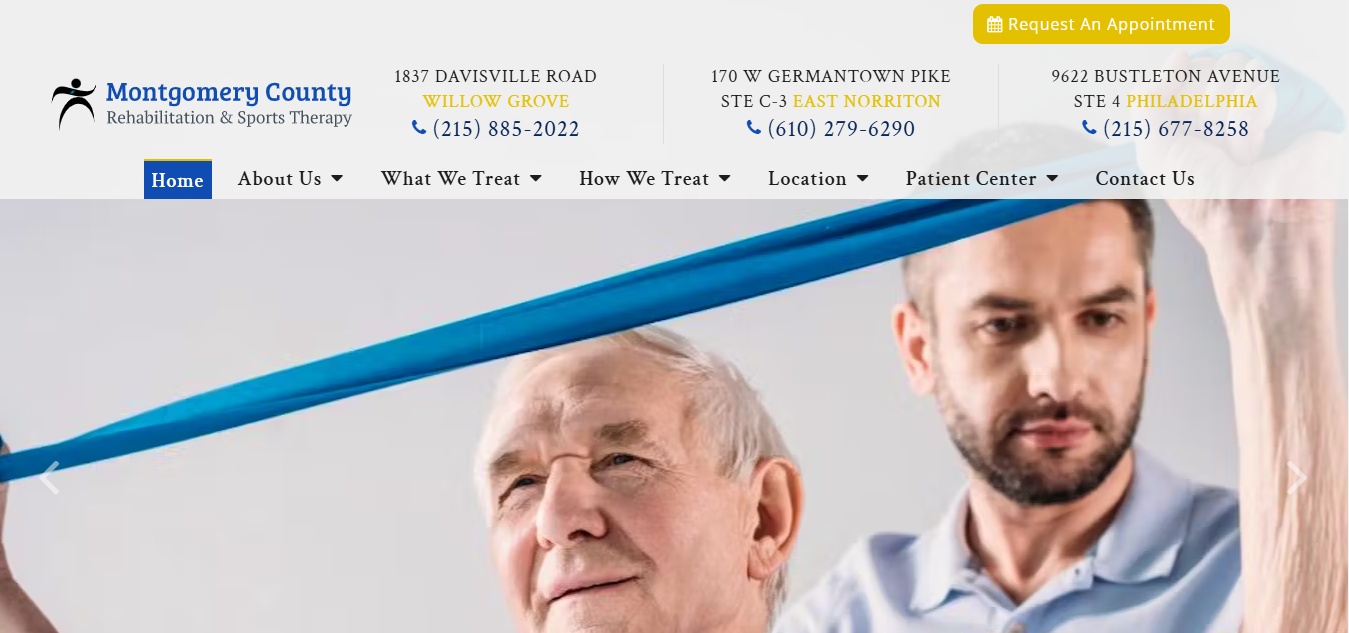 Request An Appointment
Montgomery County
Rehabilitation & Sports Therapy
1837 DAVISVILLE ROAD
WILLOW GROVE
(215) 885-2022
170 W GERMANTOWN PIKE
STE C-3 EAST NORRITON
(610) 279-6290
9622 BUSTLETON AVENUE
STE 4 PHILADELPHIA
(215) 677-8258
Home About Us What We Treat How We Treat Location Patient Center Contact Us